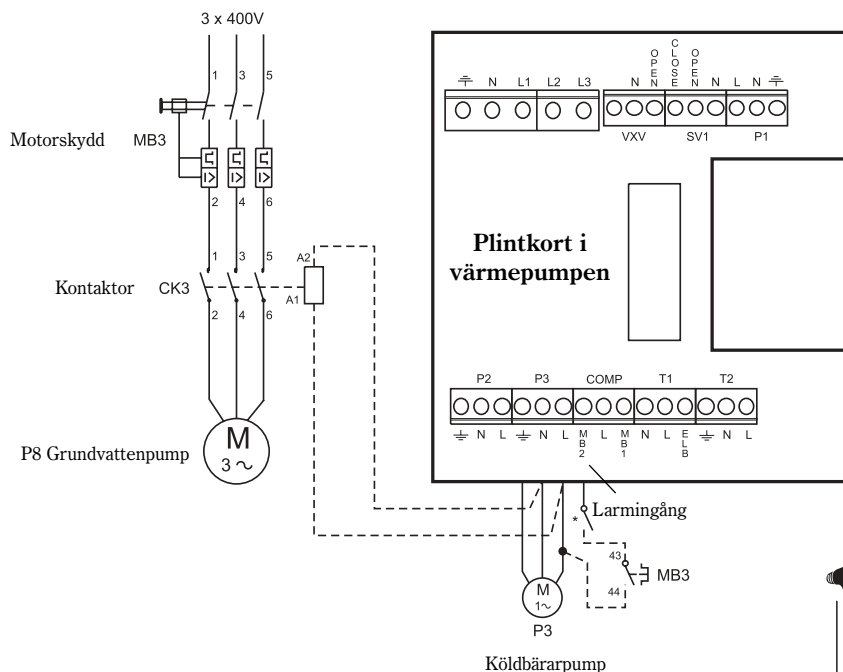 3 x 400V
1 3 5
Motorskydd MB3
I> I> I>
2 4 6
1 3 5
Kontaktor CK3
A2
A1
2 4 6
M
3 ~
P8 Grundvattenpump
N L1 L2 L3
N OPEN CLOSE OPEN N L N
VXV SV1 P1
Plintkort i
värmepumpen
P2 P3 COMP T1 T2
N L N L MB2 L MB1 N L ELB N L
Larmingång
*
43
44
MB3
M
1~
P3
Köldbärarpump